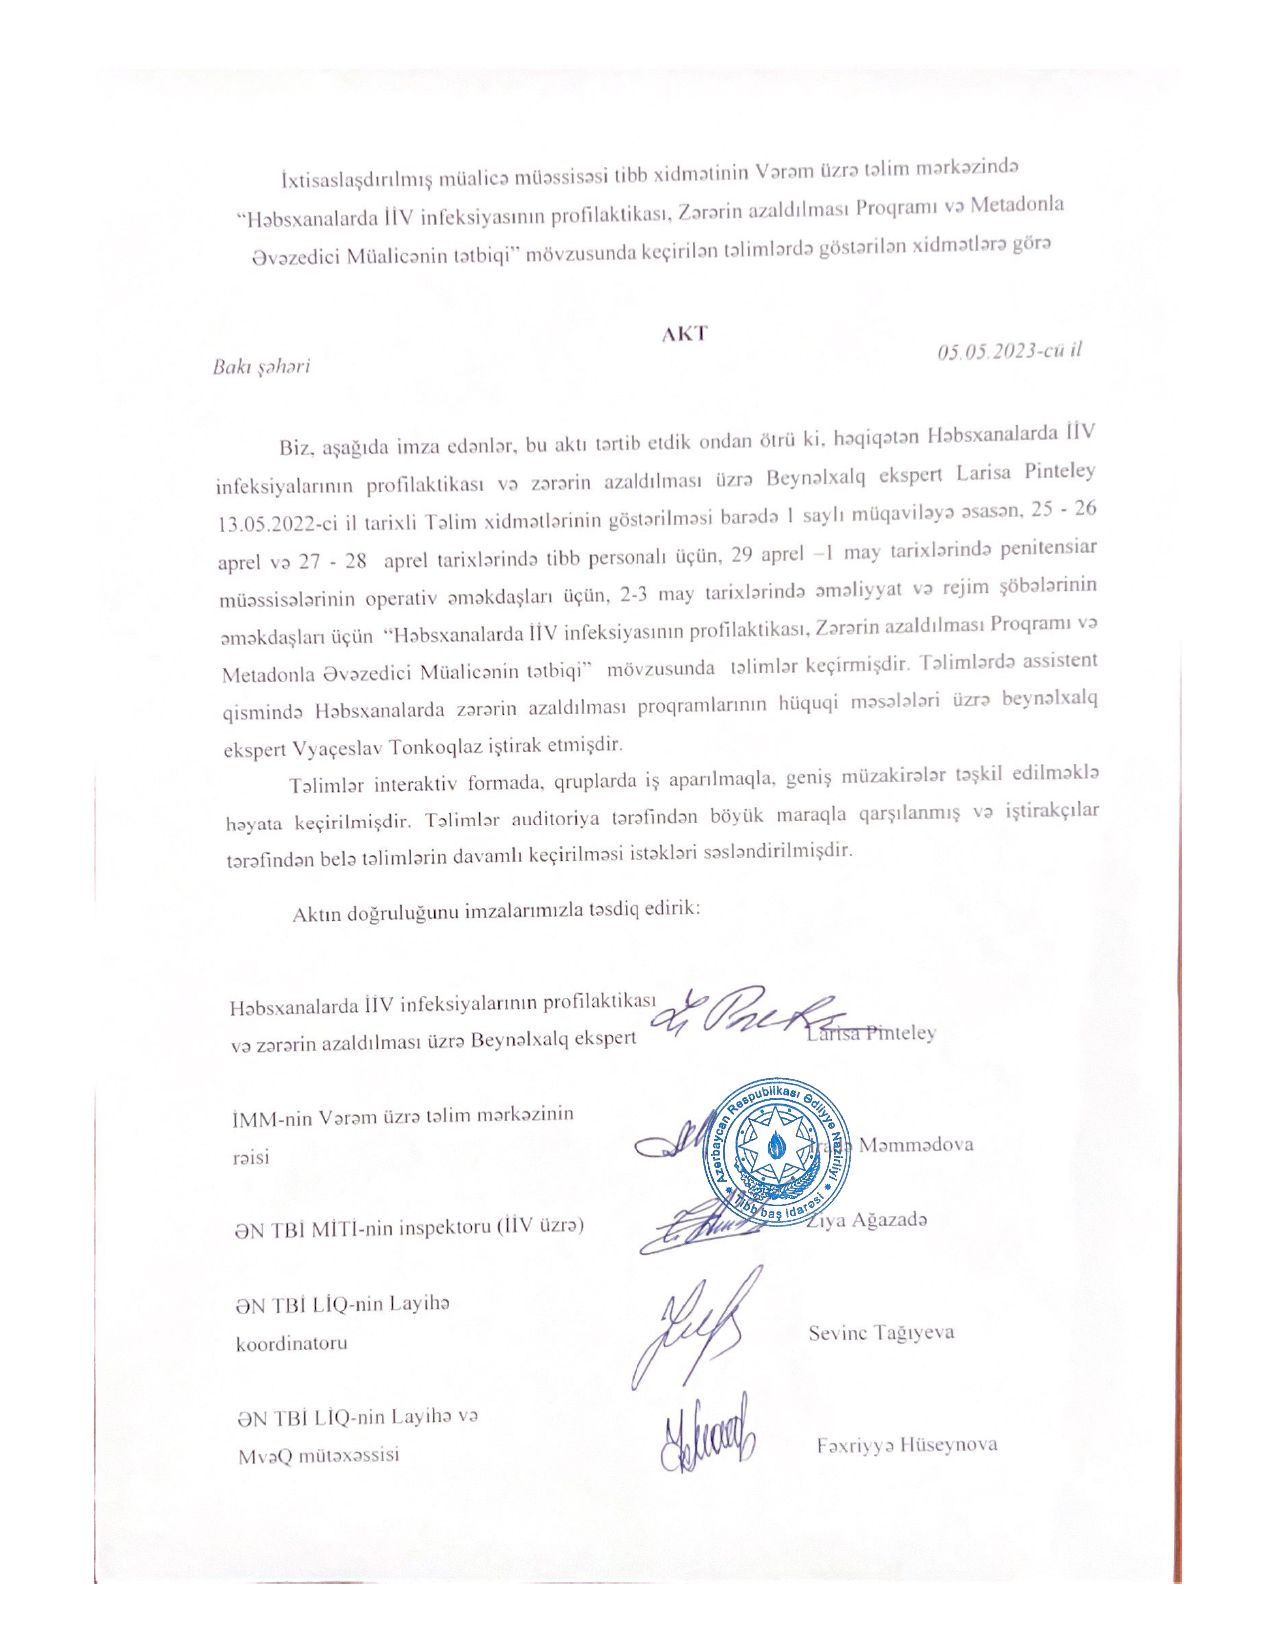 İxtisaslaşdırılmış müalicə müəssisəsi tibb xidmətinin Vərəm üzrə təlim mərkəzində
“Həbsxanalarda İİV infeksiyasının profilaktikası, Zərərin azaldılması Proqramı və Metadonla
Əvəzedici Müalicənin tətbiqi” mövzusunda keçirilən təlimlərdə göstərilən xidmətlərə görə
AKT
Bakı şəhəri
05.05.2023-cü il
Biz, aşağıda imza edənlər, bu aktı tərtib etdik ondan ötrü ki, həqiqətən Həbsxanalarda İİV
infeksiyalarının profilaktikası və zərərin azaldılması üzrə Beynəlxalq ekspert Larisa Pinteley
13.05.2022-ci il tarixli Təlim xidmətlərinin göstərilməsi barədə 1 saylı müqaviləyə əsasən, 25 - 26
aprel və 27 - 28 aprel tarixlərində tibb personalı üçün, 29 aprel –1 may tarixlərində penitensiar
müəssisələrinin operativ əməkdaşları üçün, 2-3 may tarixlərində əməliyyat və rejim şöbələrinin
əməkdaşları üçün “Həbsxanalarda İİV infeksiyasının profilaktikası, Zərərin azaldılması Proqramı və
Metadonla Əvəzedici Müalicənin tətbiqi” mövzusunda təlimlər keçirmişdir. Təlimlərdə assistent
qismində Həbsxanalarda zərərin azaldılması proqramlarının hüquqi məsələləri üzrə beynəlxalq
ekspert Vyaçeslav Tonkoqlaz iştirak etmişdir.
Təlimlər interaktiv formada, qruplarda iş aparılmaqla, geniş müzakirələr təşkil edilməklə
həyata keçirilmişdir. Təlimlər auditoriya tərəfindən böyük maraqla qarşılanmış və iştirakçılar
tərəfindən belə təlimlərin davamlı keçirilməsi istəkləri səsləndirilmişdir.
Aktın doğruluğunu imzalarımızla təsdiq edirik:
Həbsxanalarda İİV infeksiyalarının profilaktikası
və zərərin azaldılması üzrə Beynəlxalq ekspert
Larisa Pinteley
İMM-nin Vərəm üzrə təlim mərkəzinin
rəisi
Məmmədova
Azərbaycan Respublikası Ədliyyə Nazirliyi
Tibb baş idarəsi
ƏN TBİ MİTİ-nin inspektoru (İİV üzrə)
Ziya Ağazadə
ƏN TBİ LİQ-nin Layihə
koordinatoru
Sevinc Tağıyeva
ƏN TBİ LİQ-nin Layihə və
MvəQ mütəxəssisi
Fəxriyyə Hüseynova